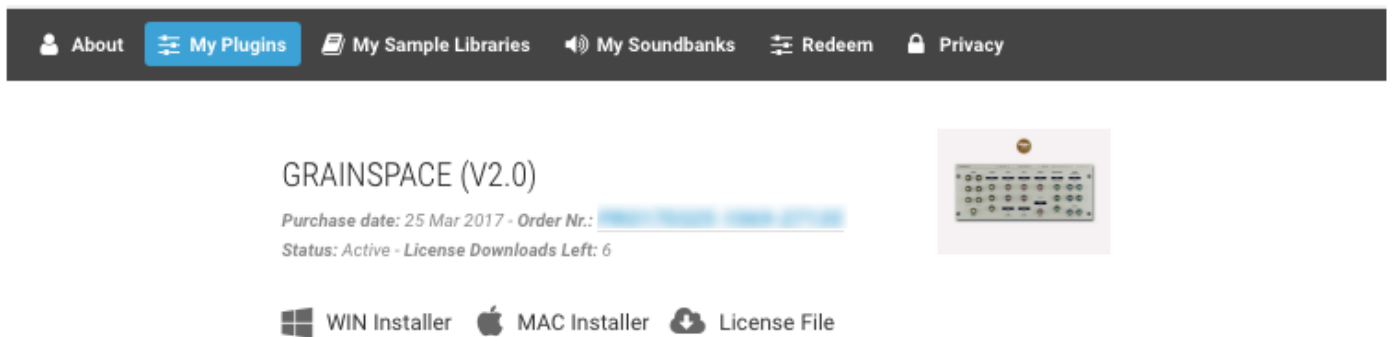 About My Plugins My Sample Libraries My Soundbanks Redeem Privacy
GRAINSPACE (V2.0)
Purchase date: 25 Mar 2017 - Order Nr.:
Status: Active - License Downloads Left: 6
WIN Installer MAC Installer License File